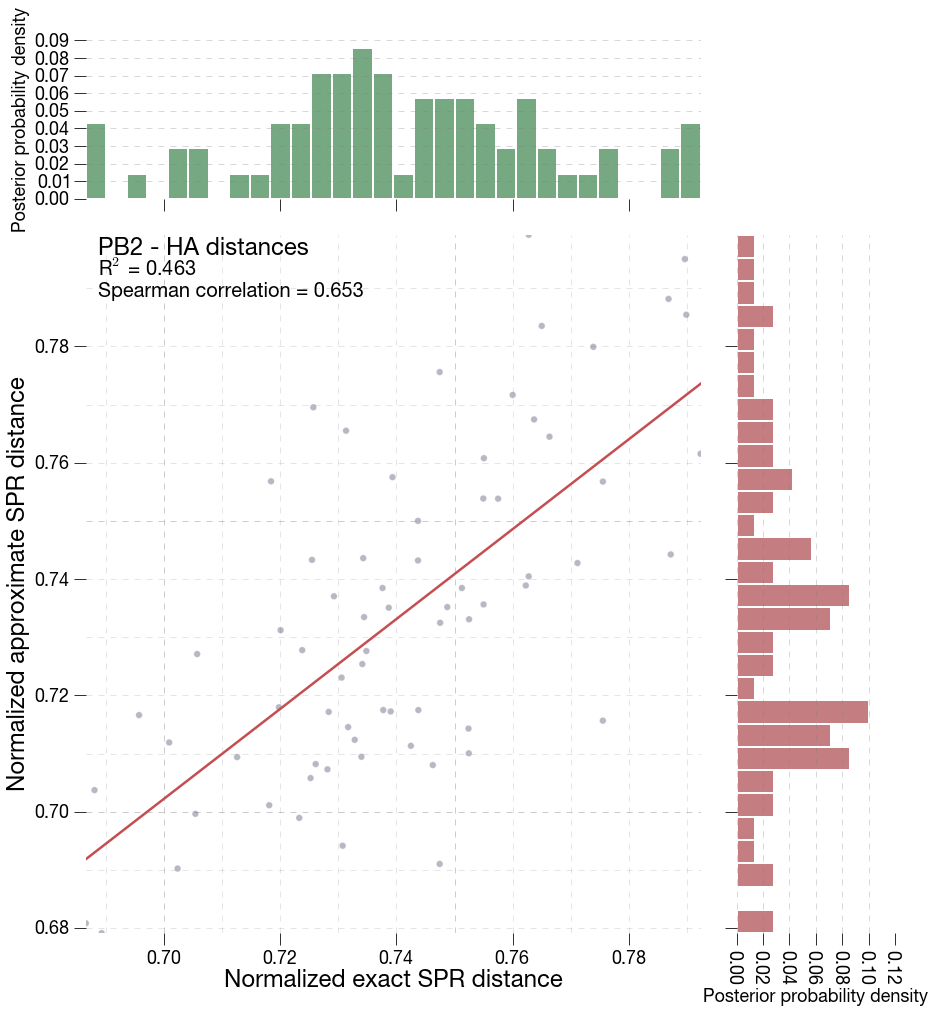 Posterior probability density
0.09
0.08
0.07
0.06
0.05
0.04
0.03
0.02
0.01
0.00
PB2 - HA distances
R² = 0.463
Spearman correlation = 0.653
Normalized approximate SPR distance
0.78
0.76
0.74
0.72
0.70
0.68
0.70 0.72 0.74 0.76 0.78
Normalized exact SPR distance
0.00 0.02 0.04 0.06 0.08 0.10 0.12
Posterior probability density